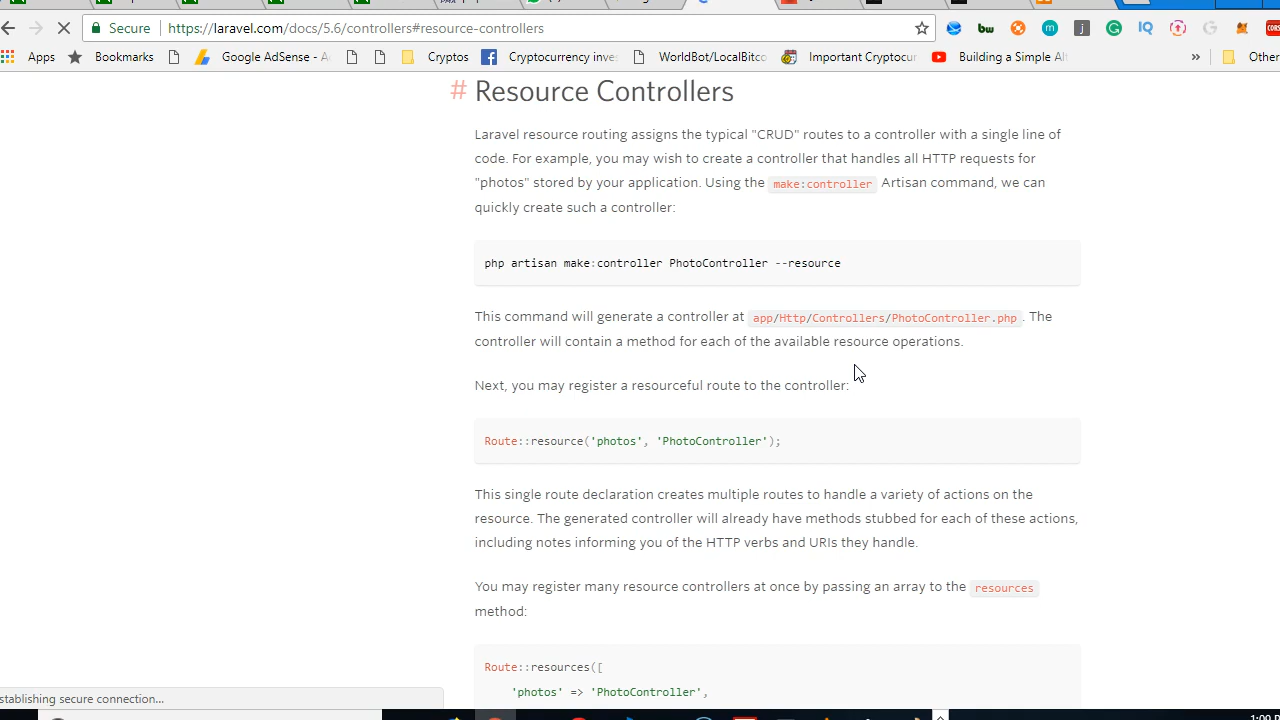 Secure https://laravel.com/docs/5.6/controllers#resource-controllers
Apps Bookmarks Google AdSense - Cryptos Cryptocurrency inve WorldBot/LocalBitco Important Cryptocur Building a Simple Al » Other
# Resource Controllers
Laravel resource routing assigns the typical "CRUD" routes to a controller with a single line of
code. For example, you may wish to create a controller that handles all HTTP requests for
"photos" stored by your application. Using the make:controller Artisan command, we can
quickly create such a controller:
php artisan make:controller PhotoController --resource
This command will generate a controller at app/Http/Controllers/PhotoController.php . The
controller will contain a method for each of the available resource operations.
Next, you may register a resourceful route to the controller:
Route::resource('photos', 'PhotoController');
This single route declaration creates multiple routes to handle a variety of actions on the
resource. The generated controller will already have methods stubbed for each of these actions,
including notes informing you of the HTTP verbs and URIs they handle.
You may register many resource controllers at once by passing an array to the resources
method:
Route::resources([
'photos' => 'PhotoController',
stablishing secure connection...